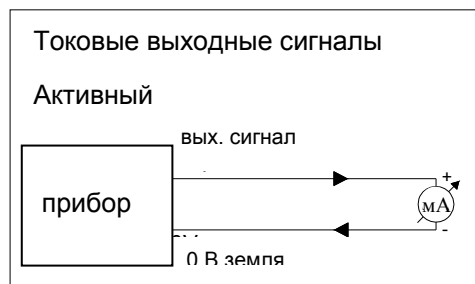 Токовые выходные сигналы
Активный
вых. сигнал
прибор
+
мА
-
0 В земля